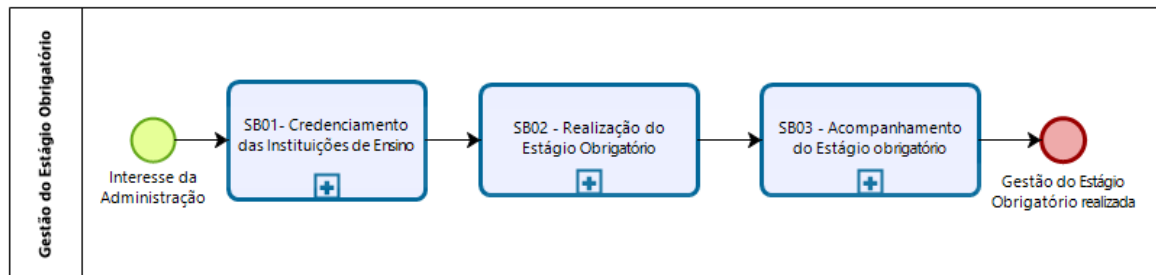 Gestão do Estágio Obrigatório
Interesse da
Administração
SB01- Credenciamento
das Instituições de Ensino
SB02 - Realização do
Estágio Obrigatório
SB03 - Acompanhamento
do Estágio obrigatório
Gestão do Estágio
Obrigatório realizada